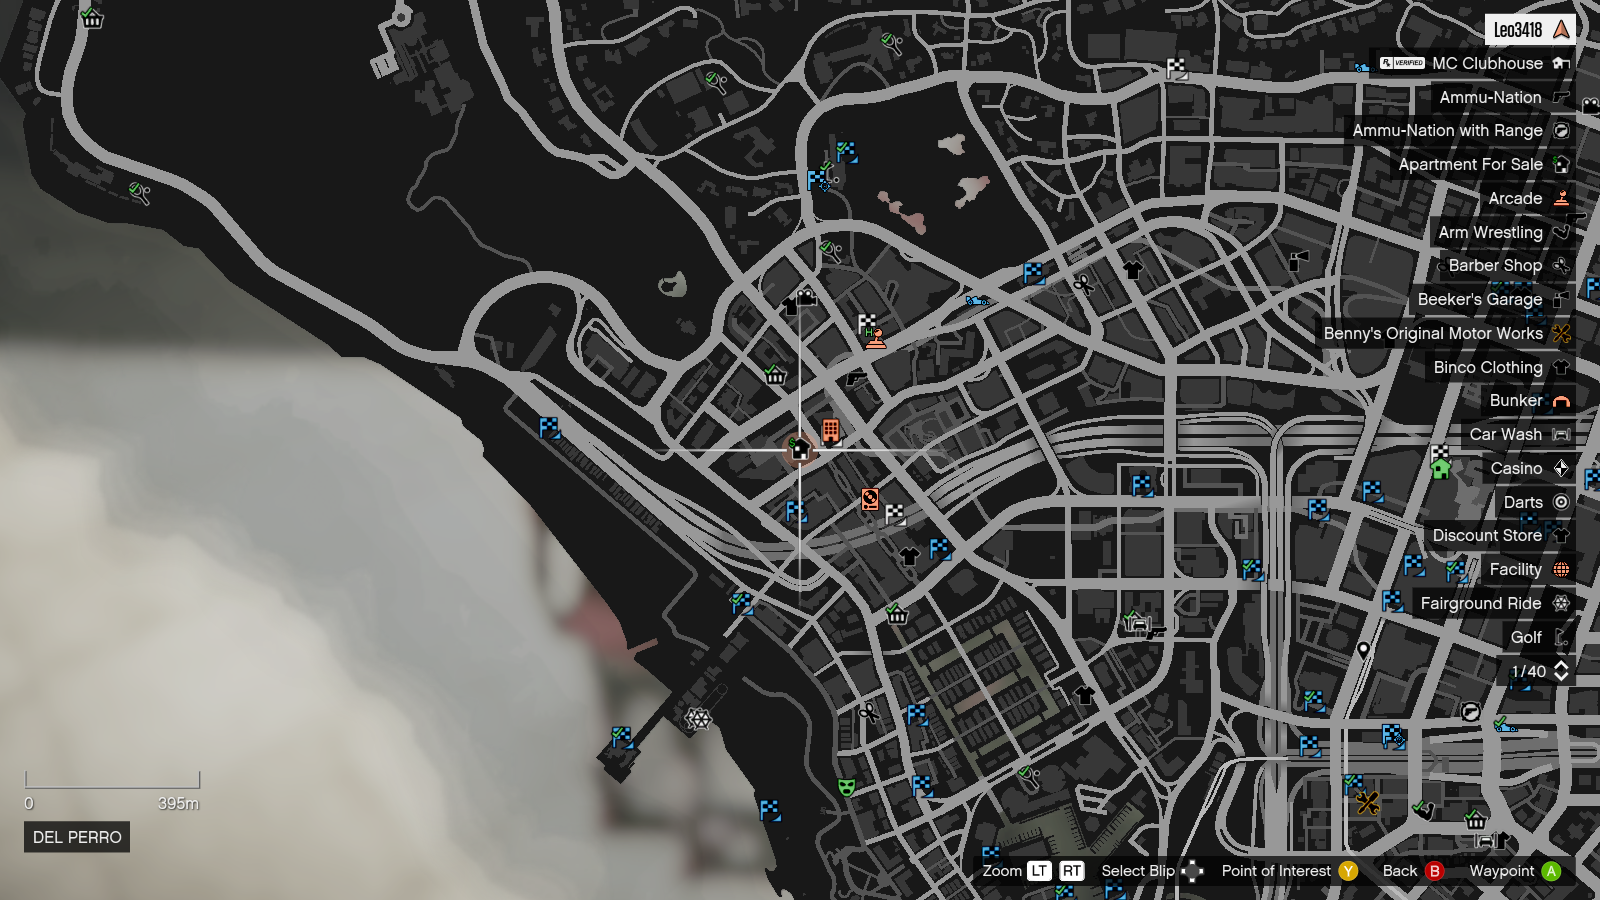 Leo3418
R★ VERIFIED MC Clubhouse
Ammu-Nation
Ammu-Nation with Range
Apartment For Sale
Arcade
Arm Wrestling
Barber Shop
Beeker's Garage
Benny's Original Motor Works
Binco Clothing
Bunker
Car Wash
Casino
Darts
Discount Store
Facility
Fairground Ride
Golf
1/40
0 395m
DEL PERRO
Zoom LT RT Select Blip Point of Interest Y Back B Waypoint A